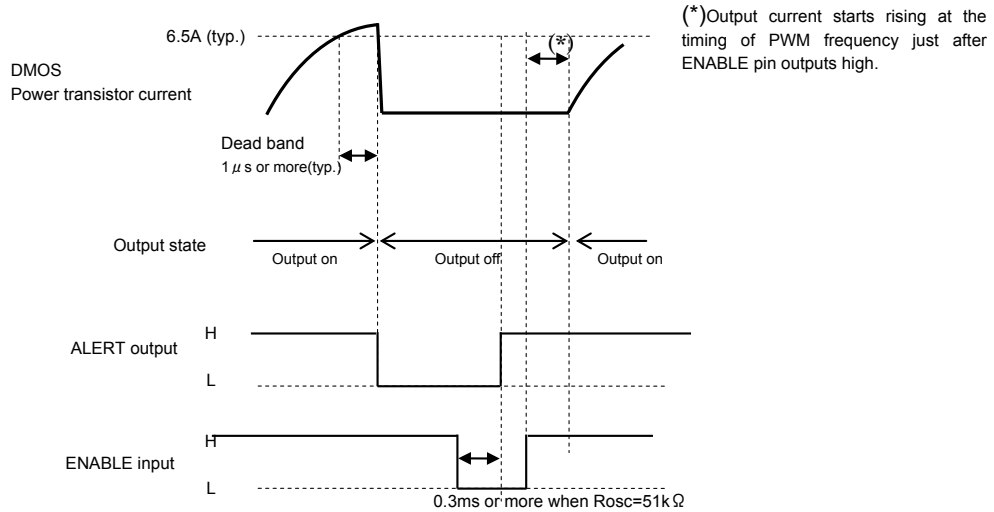 (*)Output current starts rising at the
timing of PWM frequency just after
ENABLE pin outputs high.
6.5A (typ.)
(*)
DMOS
Power transistor current
Dead band
1 μ s or more(typ.)
Output state
Output on
Output off
Output on
H
ALERT output
L
H
ENABLE input
L
0.3ms or more when Rosc=51k Ω